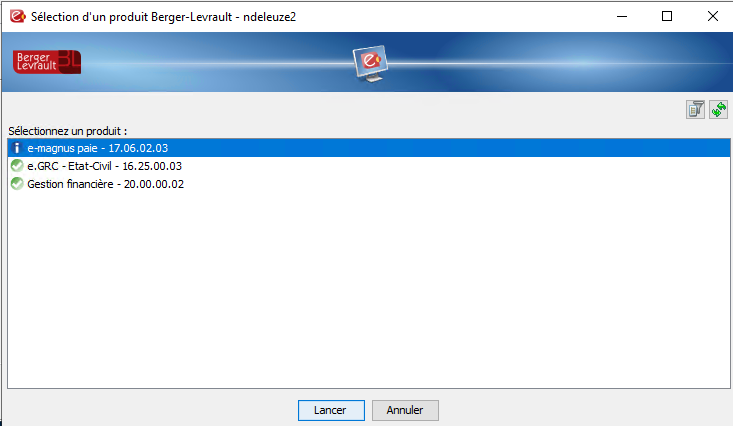 Sélection d'un produit Berger-Levrault - ndeleuze2
Berger
Levrault
BL
Sélectionnez un produit :
e-magnus paie - 17.06.02.03
e.GRC - Etat-Civil - 16.25.00.03
Gestion financière - 20.00.00.02
Lancer
Annuler